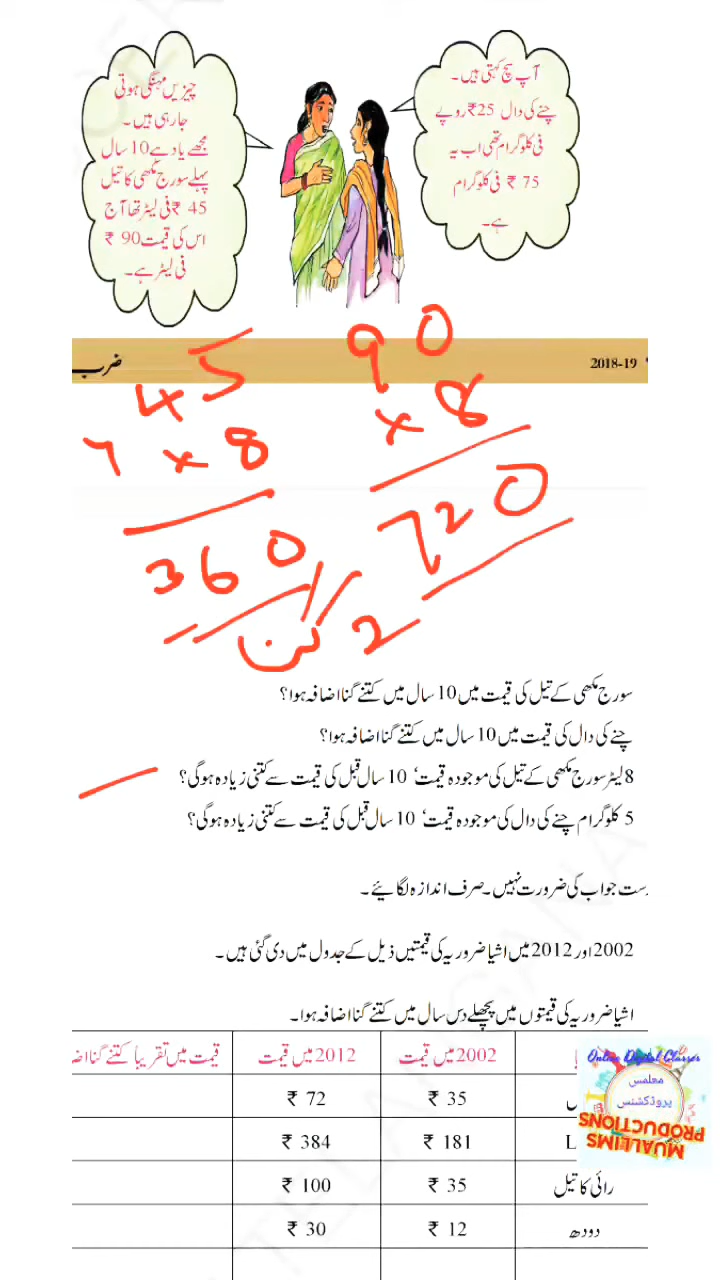 چیزیں مہنگی ہوتی
جارہی ہیں۔
مجھے یاد ہے 10 سال
پہلے سورج مکھی کا تیل
45 ₹ فی لیٹر تھا آج
اس کی قیمت 90 ₹
فی لیٹر ہے۔
آپ سچ کہتی ہیں۔
چنے کی دال 25₹ روپے
فی کلوگرام تھی اب یہ
75 ₹ فی کلوگرام
ہے۔
ضرب
2018-19
45
x 8
360
90
x 8
720
2
سورج مکھی کے تیل کی قیمت میں 10 سال میں کتنے گنا اضافہ ہوا؟
چنے کی دال کی قیمت میں 10 سال میں کتنے گنا اضافہ ہوا؟
8 لیٹر سورج مکھی کے تیل کی موجودہ قیمت، 10 سال قبل کی قیمت سے کتنی زیادہ ہوگی؟
5 کلوگرام چنے کی دال کی موجودہ قیمت، 10 سال قبل کی قیمت سے کتنی زیادہ ہوگی؟
ست جواب کی ضرورت نہیں۔ صرف اندازہ لگائیے۔
2002 اور 2012 میں اشیا ضروریہ کی قیمتیں ذیل کے جدول میں دی گئی ہیں۔
اشیا ضروریہ کی قیمتوں میں پچھلے دس سال میں کتنے گنا اضافہ ہوا۔
2002 میں قیمت 2012 میں قیمت قیمت میں تقریباً کتنے گنا اضا
₹ 35 ₹ 72
L ₹ 181 ₹ 384
رائی کا تیل ₹ 35 ₹ 100
دودھ ₹ 12 ₹ 30
Online Digital Classes
معلمس
پروڈکشنس
MUALLIMS
PRODUCTIONS